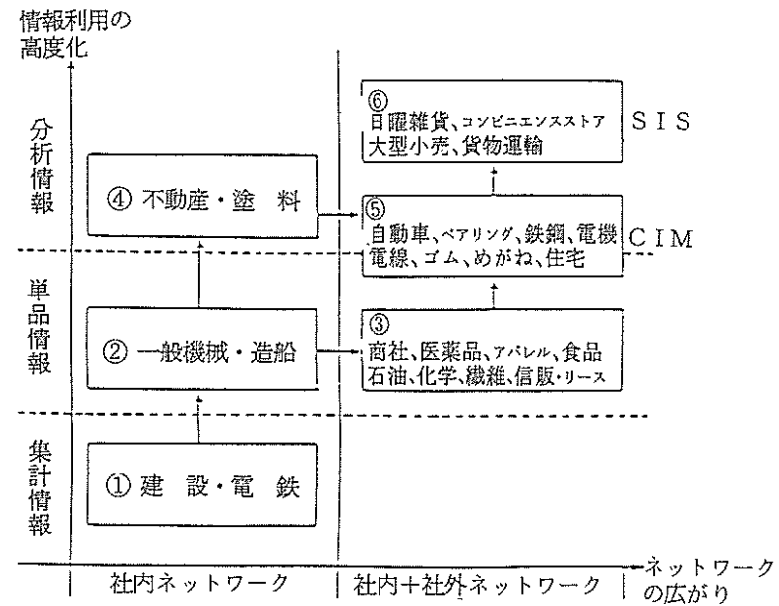 情報利用の
高度化
分析情報
単品情報
集計情報
⑥
日曜雑貨、コンビニエンスストア
大型小売、貨物運輸
SIS
④ 不動産・塗 料
⑤
自動車、ベアリング、鉄鋼、電機
電線、ゴム、めがね、住宅
CIM
② 一般機械・造船
③
商社、医薬品、アパレル、食品
石油、化学、繊維、信販・リース
① 建 設・電 鉄
社内ネットワーク
社内+社外ネットワーク
ネットワーク
の広がり